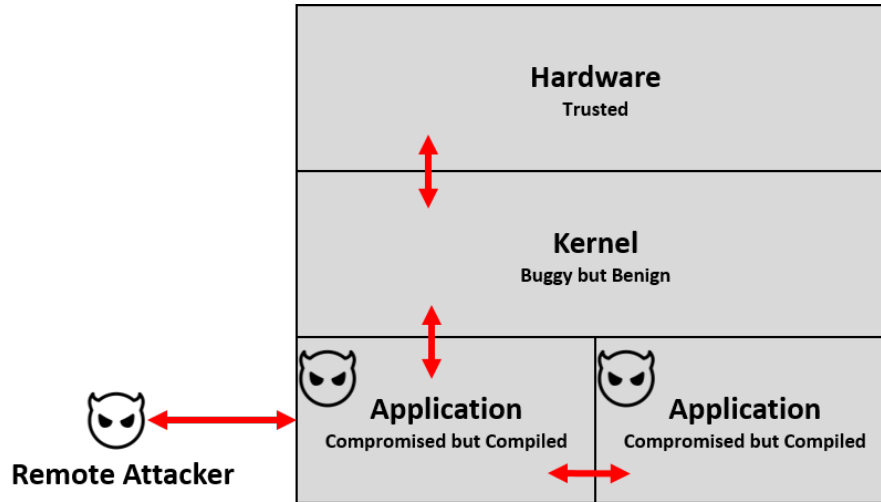 Hardware
Trusted
Kernel
Buggy but Benign
Application
Compromised but Compiled
Application
Compromised but Compiled
Remote Attacker